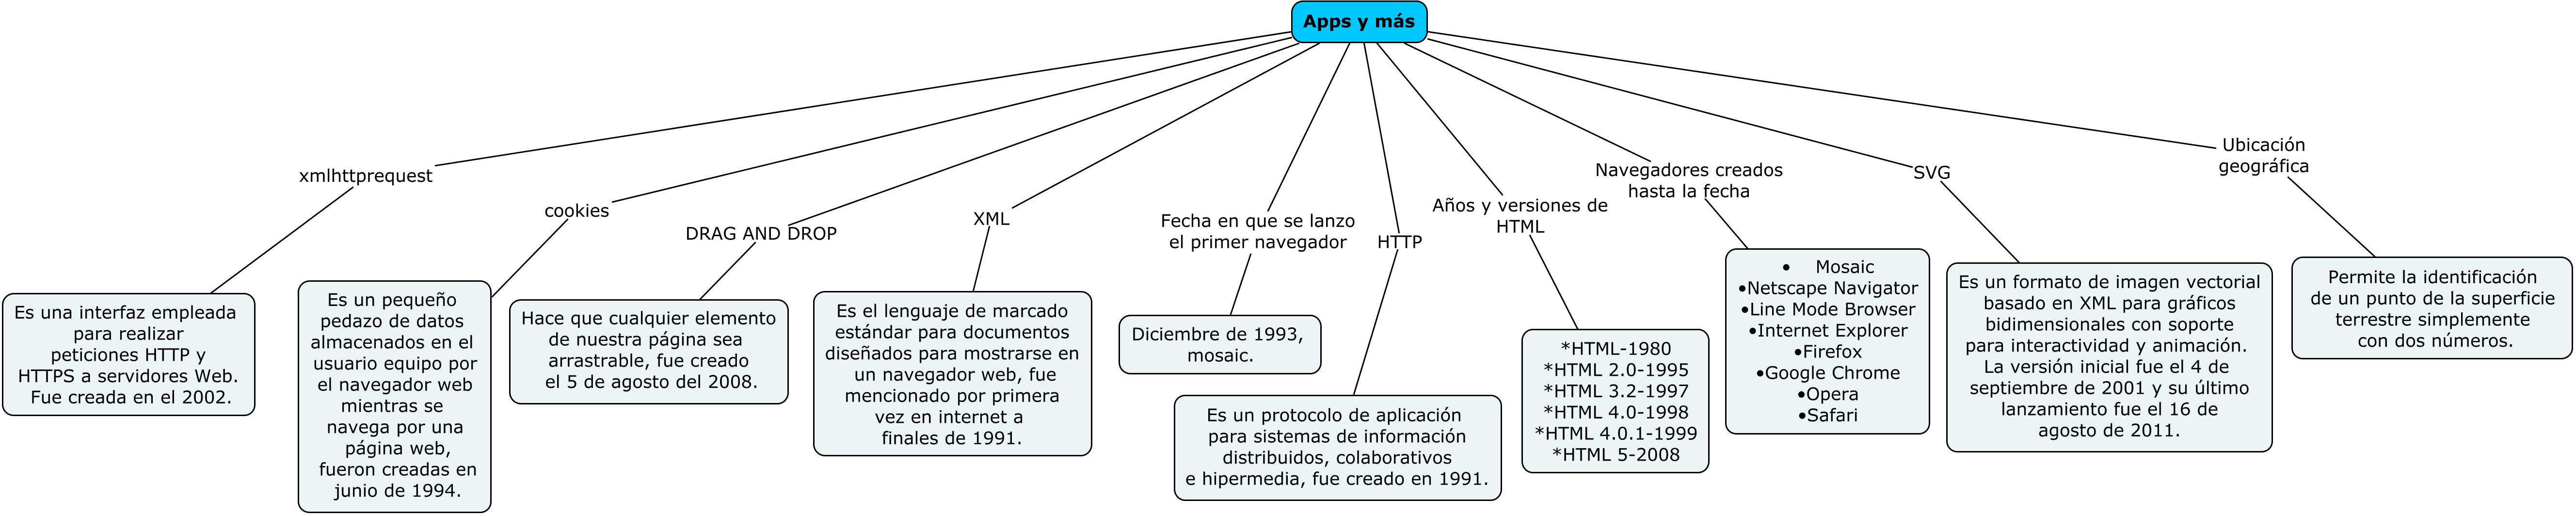 Apps y más
xmlhttprequest
Es una interfaz empleada
para realizar
peticiones HTTP y
HTTPS a servidores Web.
Fue creada en el 2002.
cookies
Es un pequeño
pedazo de datos
almacenados en el
usuario equipo por
el navegador web
mientras se
navega por una
página web,
fueron creadas en
junio de 1994.
DRAG AND DROP
Hace que cualquier elemento
de nuestra página sea
arrastrable, fue creado
el 5 de agosto del 2008.
XML
Es el lenguaje de marcado
estándar para documentos
diseñados para mostrarse en
un navegador web, fue
mencionado por primera
vez en internet a
finales de 1991.
Fecha en que se lanzo
el primer navegador
Diciembre de 1993,
mosaic.
HTTP
Es un protocolo de aplicación
para sistemas de información
distribuidos, colaborativos
e hipermedia, fue creado en 1991.
Años y versiones de
HTML
*HTML-1980
*HTML 2.0-1995
*HTML 3.2-1997
*HTML 4.0-1998
*HTML 4.0.1-1999
*HTML 5-2008
Navegadores creados
hasta la fecha
• Mosaic
•Netscape Navigator
•Line Mode Browser
•Internet Explorer
•Firefox
•Google Chrome
•Opera
•Safari
SVG
Es un formato de imagen vectorial
basado en XML para gráficos
bidimensionales con soporte
para interactividad y animación.
La versión inicial fue el 4 de
septiembre de 2001 y su último
lanzamiento fue el 16 de
agosto de 2011.
Ubicación
geográfica
Permite la identificación
de un punto de la superficie
terrestre simplemente
con dos números.